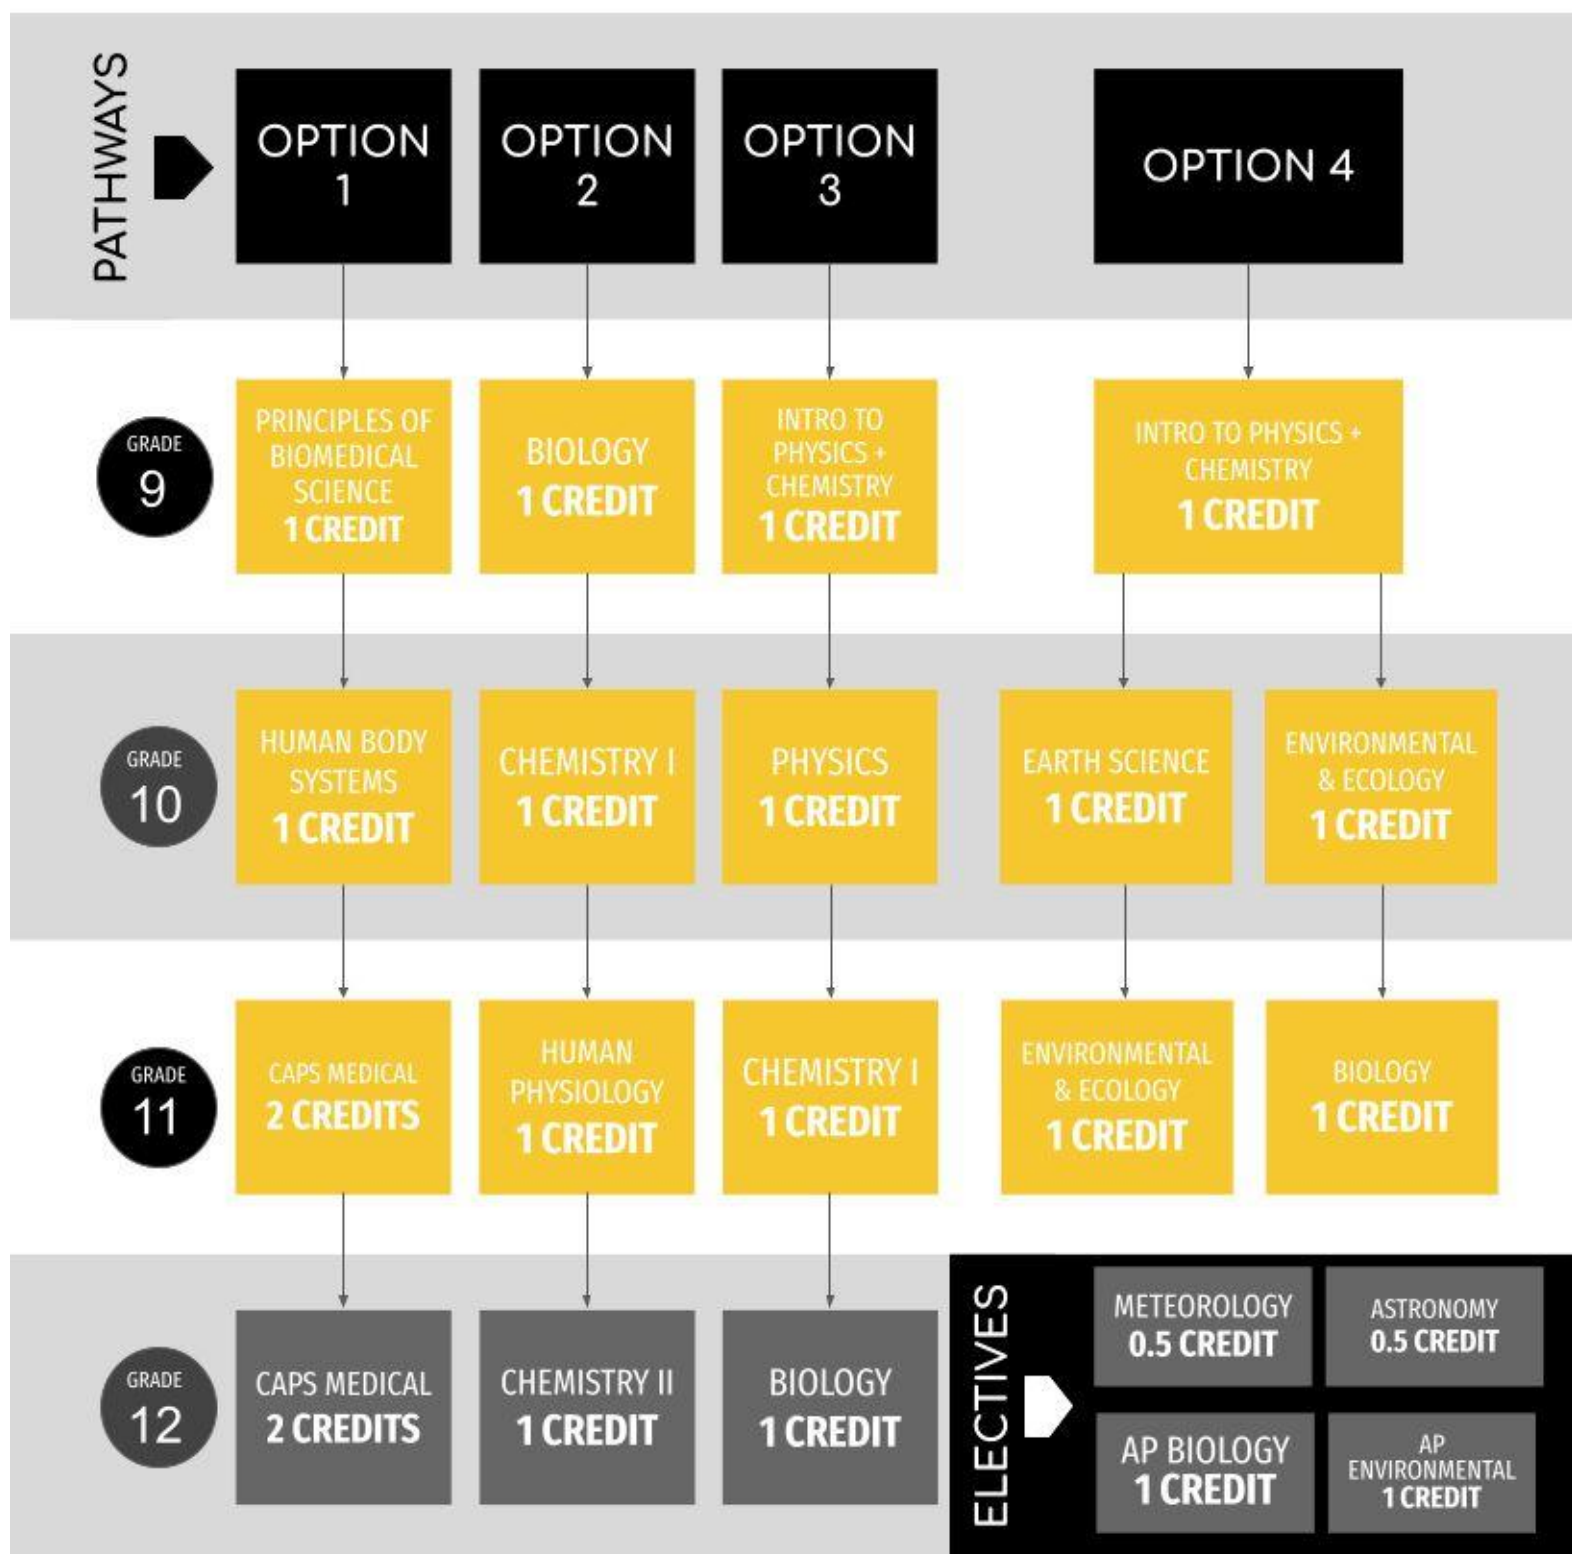 PATHWAYS
OPTION
1
OPTION
2
OPTION
3
OPTION 4
GRADE
9
PRINCIPLES OF
BIOMEDICAL
SCIENCE
1 CREDIT
BIOLOGY
1 CREDIT
INTRO TO
PHYSICS +
CHEMISTRY
1 CREDIT
INTRO TO PHYSICS +
CHEMISTRY
1 CREDIT
GRADE
10
HUMAN BODY
SYSTEMS
1 CREDIT
CHEMISTRY I
1 CREDIT
PHYSICS
1 CREDIT
EARTH SCIENCE
1 CREDIT
ENVIRONMENTAL
& ECOLOGY
1 CREDIT
GRADE
11
CAPS MEDICAL
2 CREDITS
HUMAN
PHYSIOLOGY
1 CREDIT
CHEMISTRY I
1 CREDIT
ENVIRONMENTAL
& ECOLOGY
1 CREDIT
BIOLOGY
1 CREDIT
GRADE
12
CAPS MEDICAL
2 CREDITS
CHEMISTRY II
1 CREDIT
BIOLOGY
1 CREDIT
ELECTIVES
METEOROLOGY
0.5 CREDIT
ASTRONOMY
0.5 CREDIT
AP BIOLOGY
1 CREDIT
AP
ENVIRONMENTAL
1 CREDIT